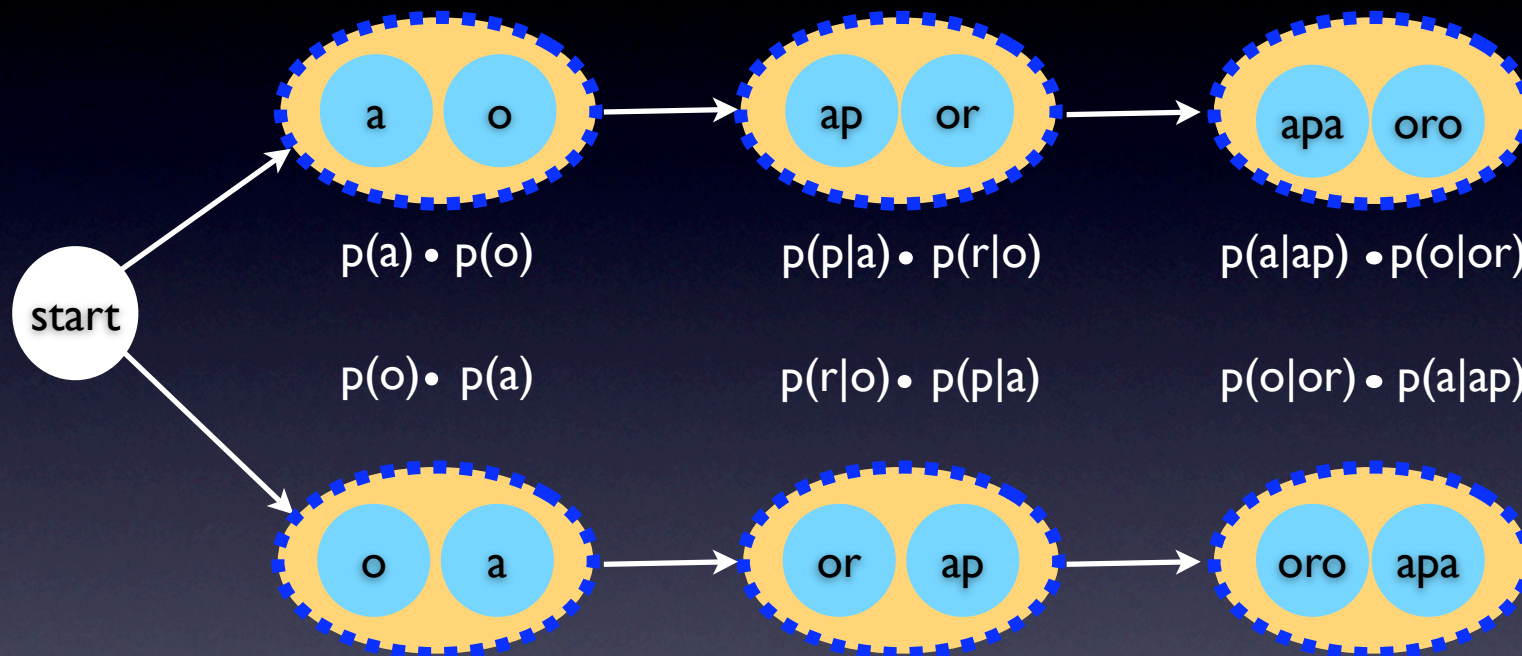 a o ap or apa oro
p(a) • p(o) p(p|a) • p(r|o) p(a|ap) • p(o|or)
start
p(o) • p(a) p(r|o) • p(p|a) p(o|or) • p(a|ap)
o a or ap oro apa